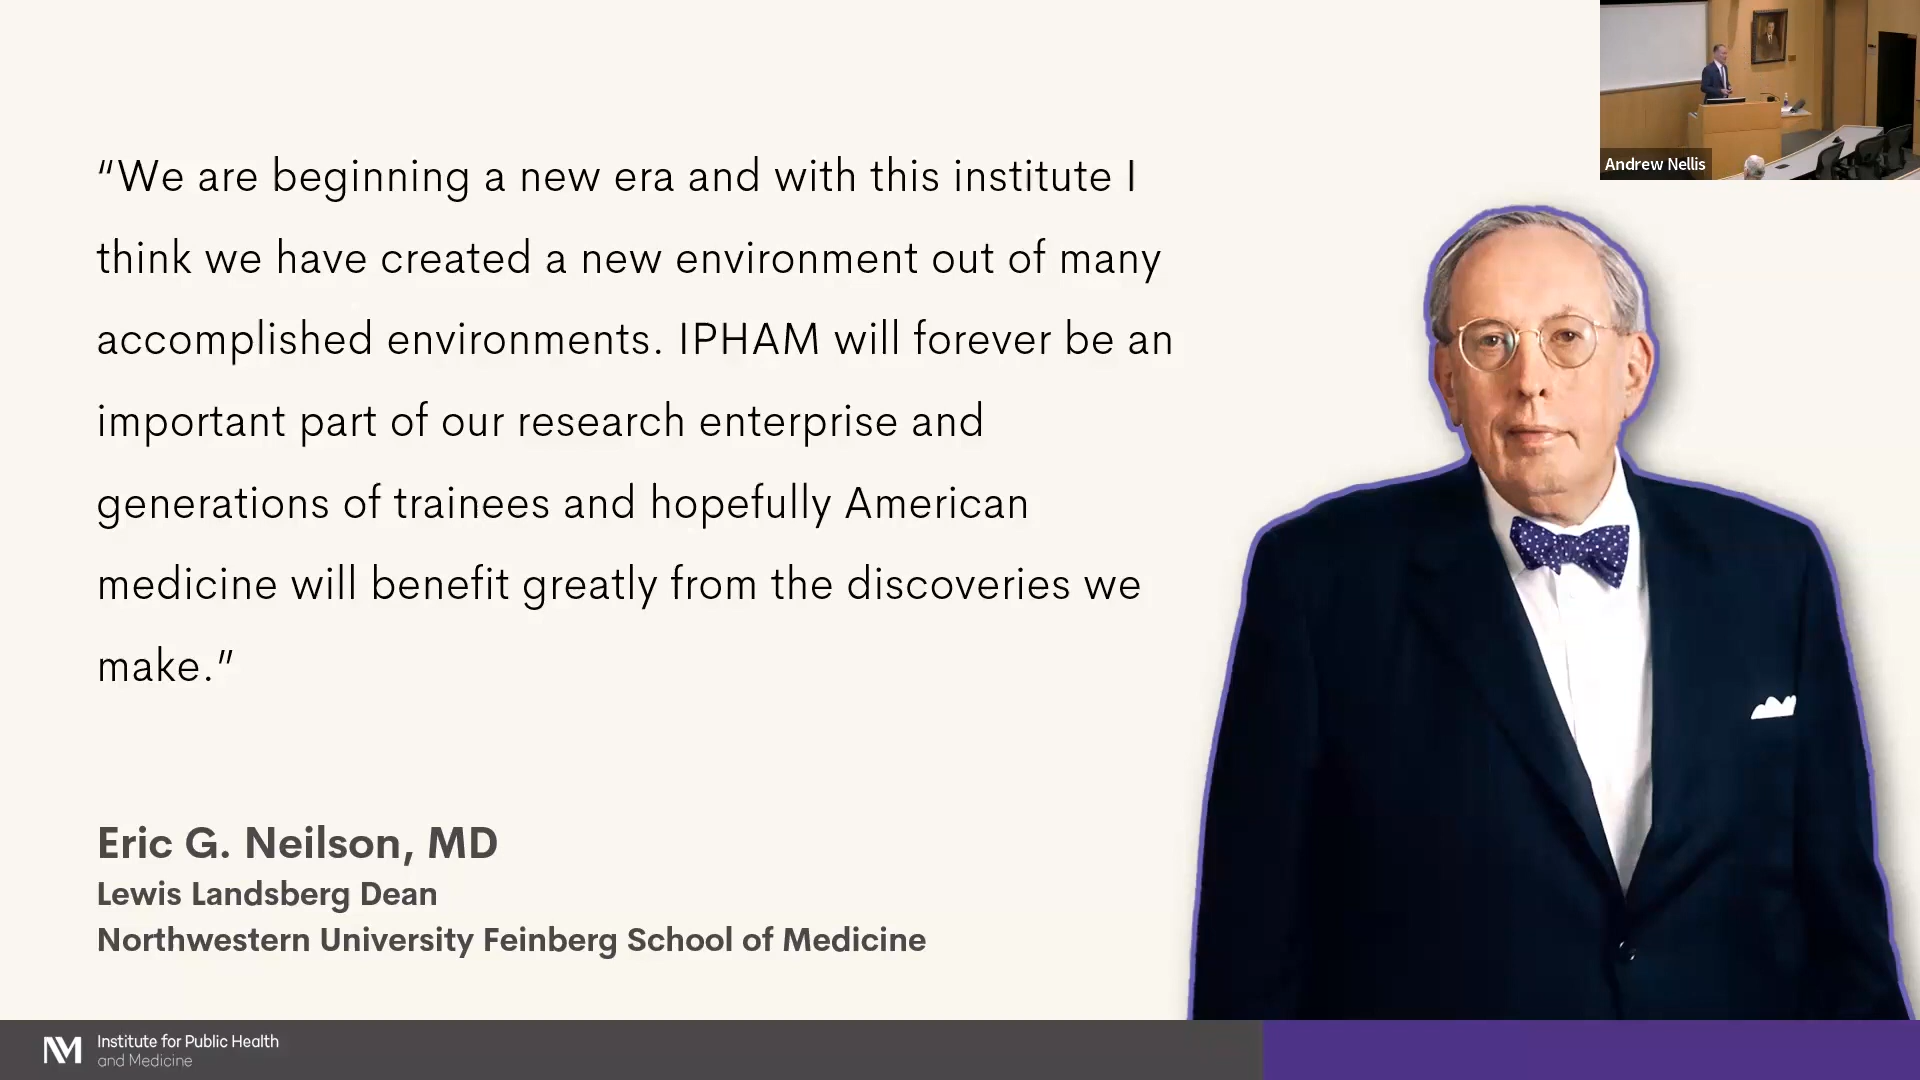 “We are beginning a new era and with this institute I
think we have created a new environment out of many
accomplished environments. IPHAM will forever be an
important part of our research enterprise and
generations of trainees and hopefully American
medicine will benefit greatly from the discoveries we
make.”
Eric G. Neilson, MD
Lewis Landsberg Dean
Northwestern University Feinberg School of Medicine
Andrew Nellis
NM
Institute for Public Health
and Medicine